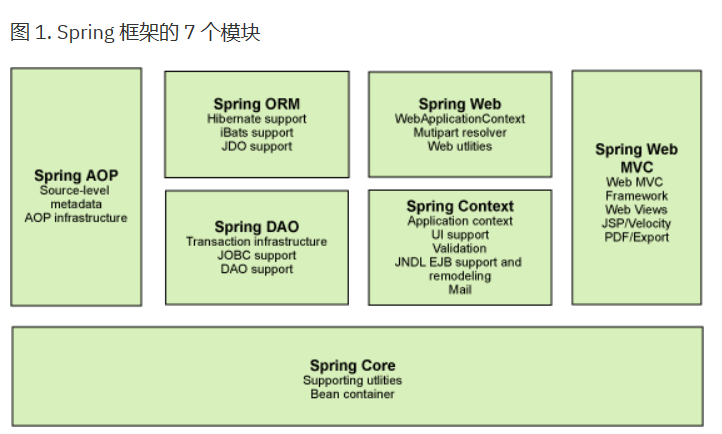 图 1. Spring 框架的 7 个模块
Spring AOP
Source-level
metadata
AOP infrastructure
Spring ORM
Hibernate support
iBats support
JDO support
Spring DAO
Transaction infrastructure
JOBC support
DAO support
Spring Web
WebApplicationContext
Mutipart resolver
Web utlities
Spring Context
Application context
UI support
Validation
JNDL EJB support and
remodeling
Mail
Spring Web
MVC
Web MVC
Framework
Web Views
JSP/Velocity
PDF/Export
Spring Core
Supporting utlities
Bean container